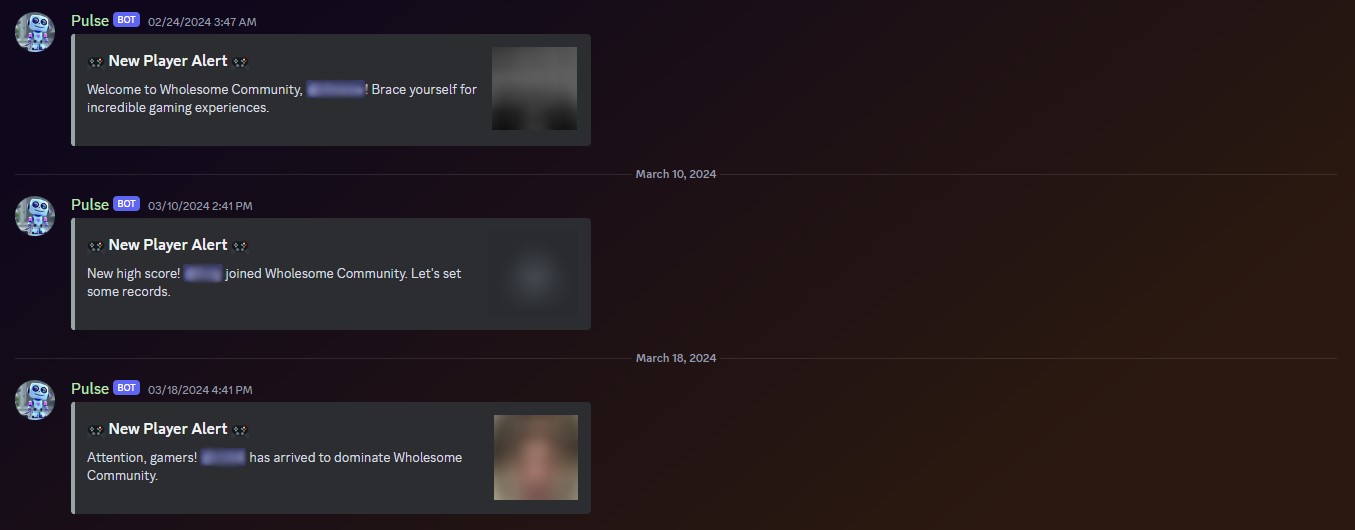 Pulse BOT 02/24/2024 3:47 AM
New Player Alert
Welcome to Wholesome Community, ! Brace yourself for
incredible gaming experiences.
March 10, 2024
Pulse BOT 03/10/2024 2:41 PM
New Player Alert
New high score! joined Wholesome Community. Let's set
some records.
March 18, 2024
Pulse BOT 03/18/2024 4:41 PM
New Player Alert
Attention, gamers! has arrived to dominate Wholesome
Community.